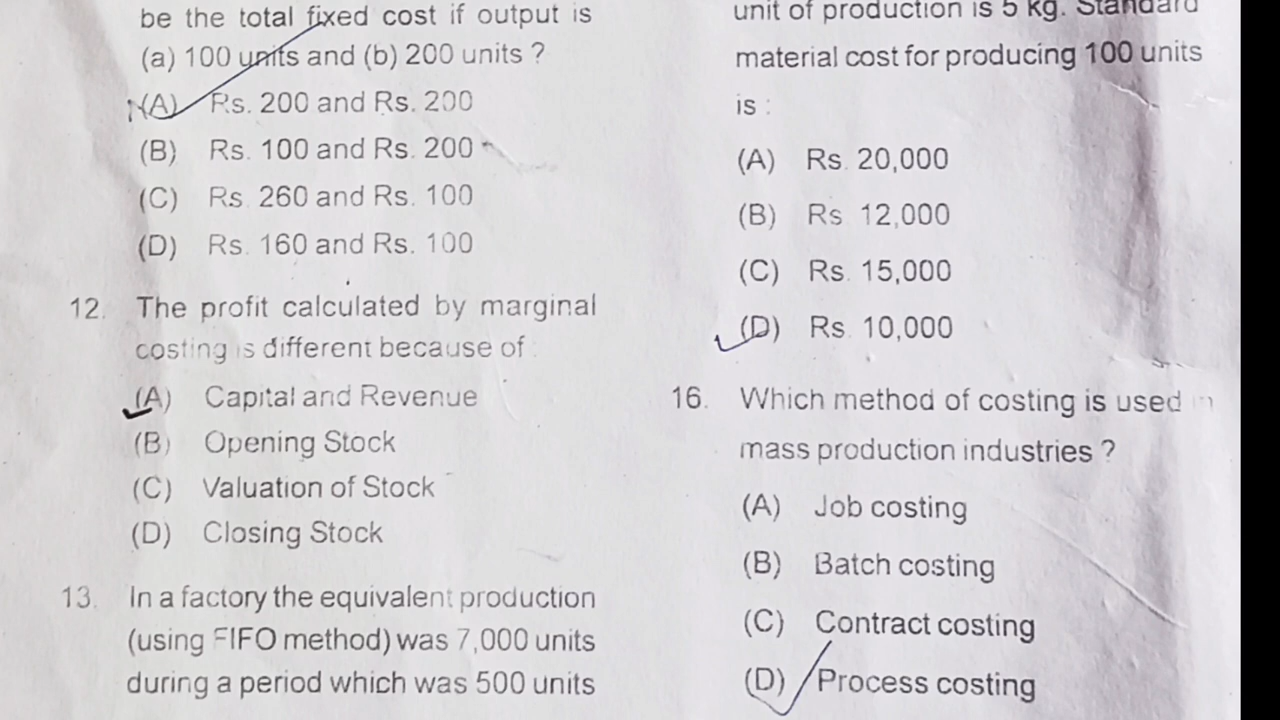 be the total fixed cost if output is
(a) 100 units and (b) 200 units ?
(A) Rs. 200 and Rs. 200
(B) Rs. 100 and Rs. 200
(C) Rs. 260 and Rs. 100
(D) Rs. 160 and Rs. 100
12. The profit calculated by marginal
costing is different because of :
(A) Capital and Revenue
(B) Opening Stock
(C) Valuation of Stock
(D) Closing Stock
13. In a factory the equivalent production
(using FIFO method) was 7,000 units
during a period which was 500 units
unit of production is 5 kg. Standard
material cost for producing 100 units
is :
(A) Rs. 20,000
(B) Rs 12,000
(C) Rs. 15,000
(D) Rs. 10,000
16. Which method of costing is used in
mass production industries ?
(A) Job costing
(B) Batch costing
(C) Contract costing
(D) Process costing